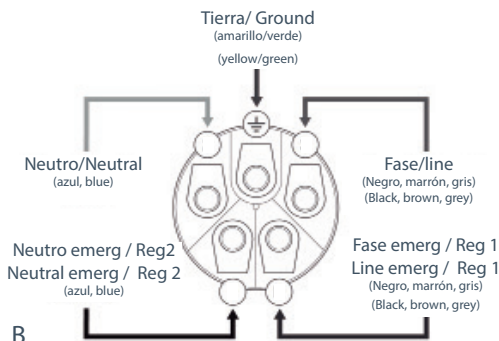 Tierra/ Ground
(amarillo/verde)
(yellow/green)
Neutro/Neutral
(azul, blue)
Fase/line
(Negro, marrón, gris)
(Black, brown, grey)
Neutro emerg / Reg2
Neutral emerg / Reg 2
(azul, blue)
Fase emerg / Reg 1
Line emerg / Reg 1
(Negro, marrón, gris)
(Black, brown, grey)
B